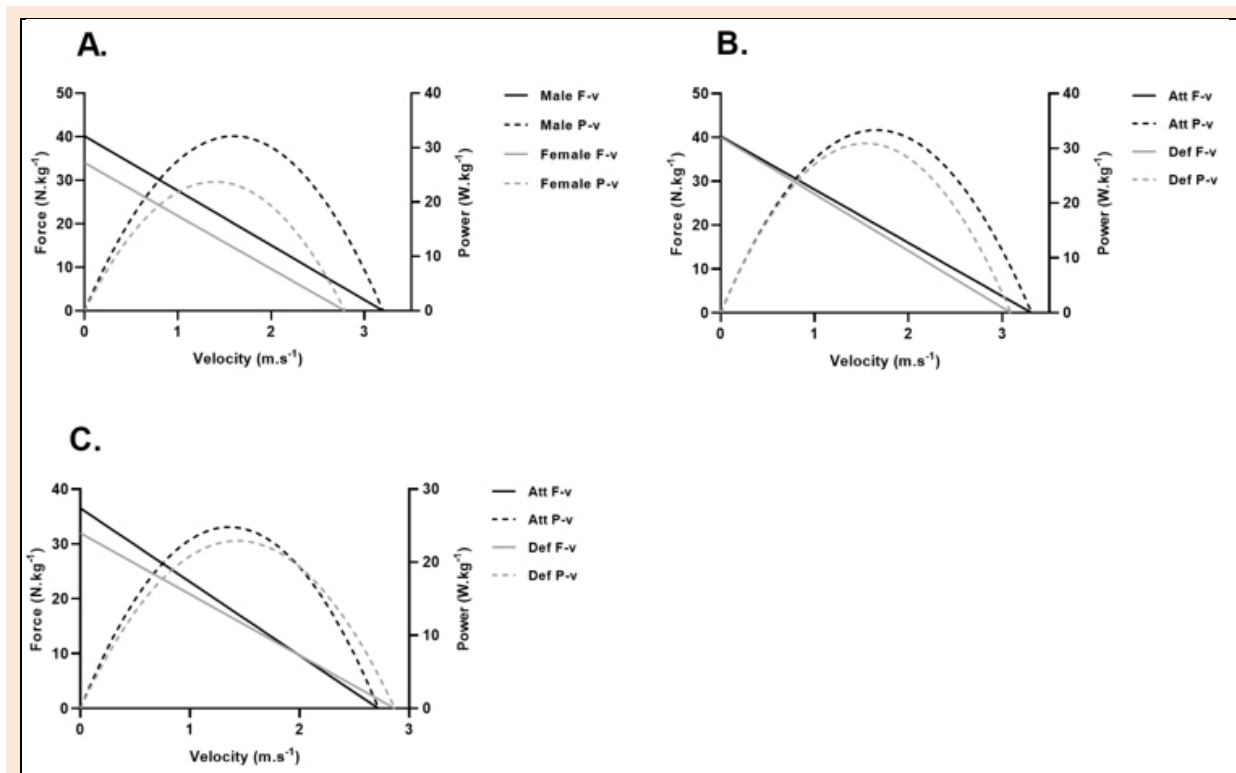 A.
50
40
30
20
10
0
Force (N.kg-1)
0
1
2
3
Velocity (m.s-1)
40
30
20
10
0
Power (W.kg-1)
Male F-v
Male P-v
Female F-v
Female P-v
B.
50
40
30
20
10
0
Force (N.kg-1)
0
1
2
3
Velocity (m.s-1)
40
30
20
10
0
Power (W.kg-1)
Att F-v
Att P-v
Def F-v
Def P-v
C.
40
30
20
10
0
Force (N.kg-1)
0
1
2
3
Velocity (m.s-1)
30
20
10
0
Power (W.kg-1)
Att F-v
Att P-v
Def F-v
Def P-v